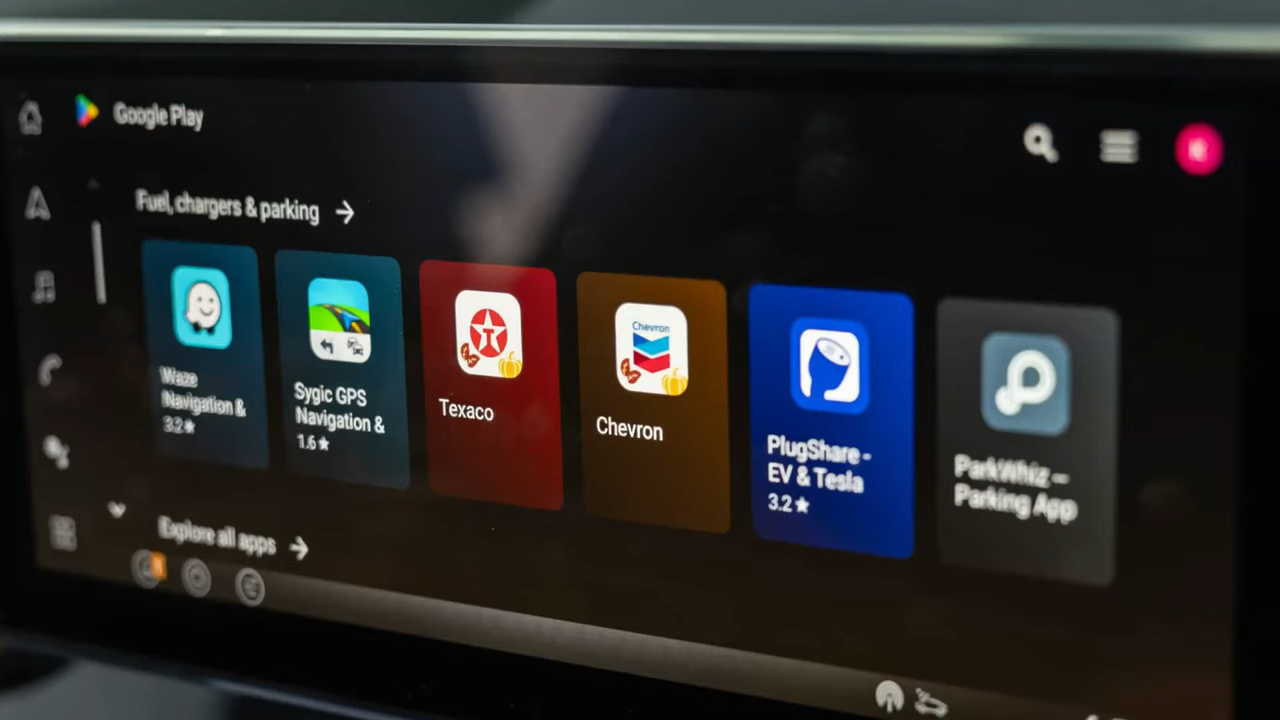 Google Play
Fuel, chargers & parking →
Waze
Navigation &
3.2★
Sygic GPS
Navigation &
1.6★
Texaco
Chevron
Chevron
PlugShare -
EV & Tesla
3.2★
ParkWhiz –
Parking App
Explore all apps →